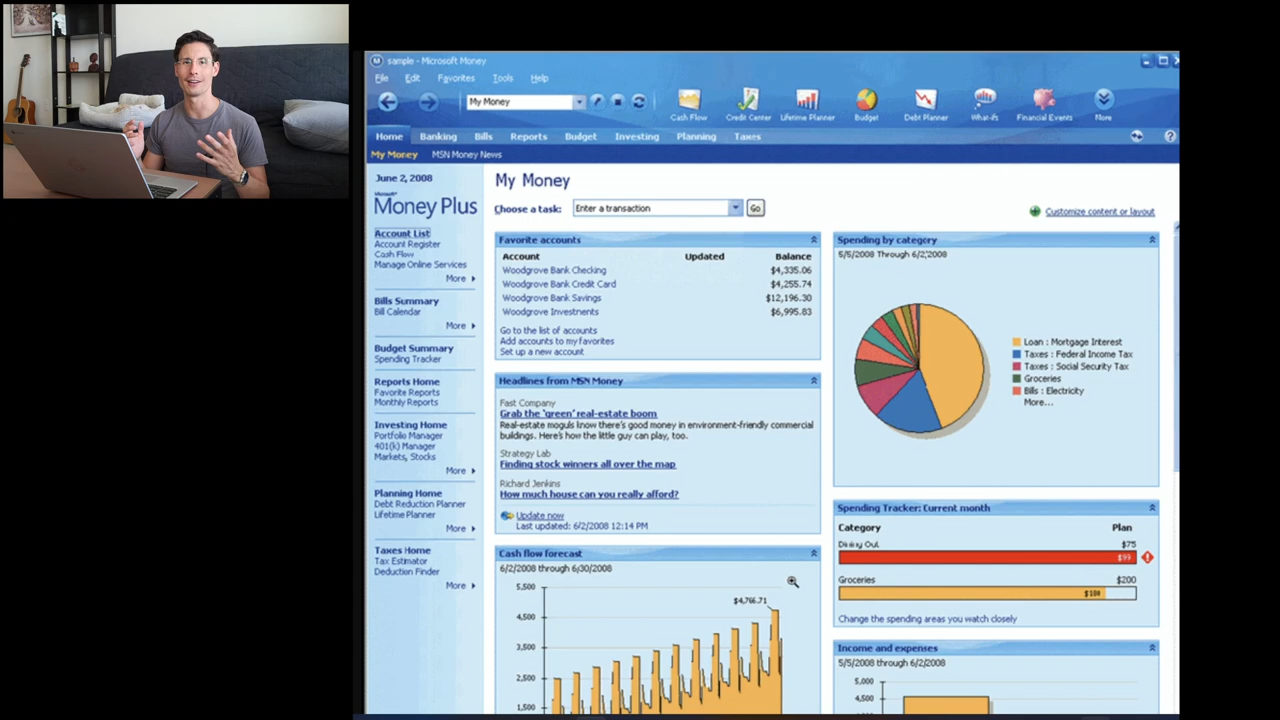 sample - Microsoft Money
File Edit Favorites Tools Help
My Money
Cash Flow Credit Center Lifetime Planner Budget Debt Planner What-ifs Financial Events More
Home Banking Bills Reports Budget Investing Planning Taxes
My Money MSN Money News
June 2, 2008
Microsoft®
Money Plus
Account List
Account Register
Cash Flow
Manage Online Services
More
Bills Summary
Bill Calendar
More
Budget Summary
Spending Tracker
Reports Home
Favorite Reports
Monthly Reports
Investing Home
Portfolio Manager
401(k) Manager
Markets, Stocks
More
Planning Home
Debt Reduction Planner
Lifetime Planner
More
Taxes Home
Tax Estimator
Deduction Finder
More
My Money
Choose a task: Enter a transaction Go
Customize content or layout
Favorite accounts
Account Updated Balance
Woodgrove Bank Checking $4,335.06
Woodgrove Bank Credit Card $4,255.74
Woodgrove Bank Savings $12,196.30
Woodgrove Investments $6,995.83
Go to the list of accounts
Add accounts to my favorites
Set up a new account
Headlines from MSN Money
Fast Company
Grab the 'green' real-estate boom
Real-estate moguls know there's good money in environment-friendly commercial
buildings. Here's how the little guy can play, too.
Strategy Lab
Finding stock winners all over the map
Richard Jenkins
How much house can you really afford?
Update now
Last updated: 6/2/2008 12:14 PM
Cash flow forecast
6/2/2008 through 6/30/2008
5,500
$4,766.71
4,500
3,500
2,500
1,500
Spending by category
5/5/2008 Through 6/2/2008
Loan : Mortgage Interest
Taxes : Federal Income Tax
Taxes : Social Security Tax
Groceries
Bills : Electricity
More...
Spending Tracker: Current month
Category Plan
Dining Out $75
$99
Groceries $200
$180
Change the spending areas you watch closely
Income and expenses
5/5/2008 through 6/2/2008
5,000
4,500